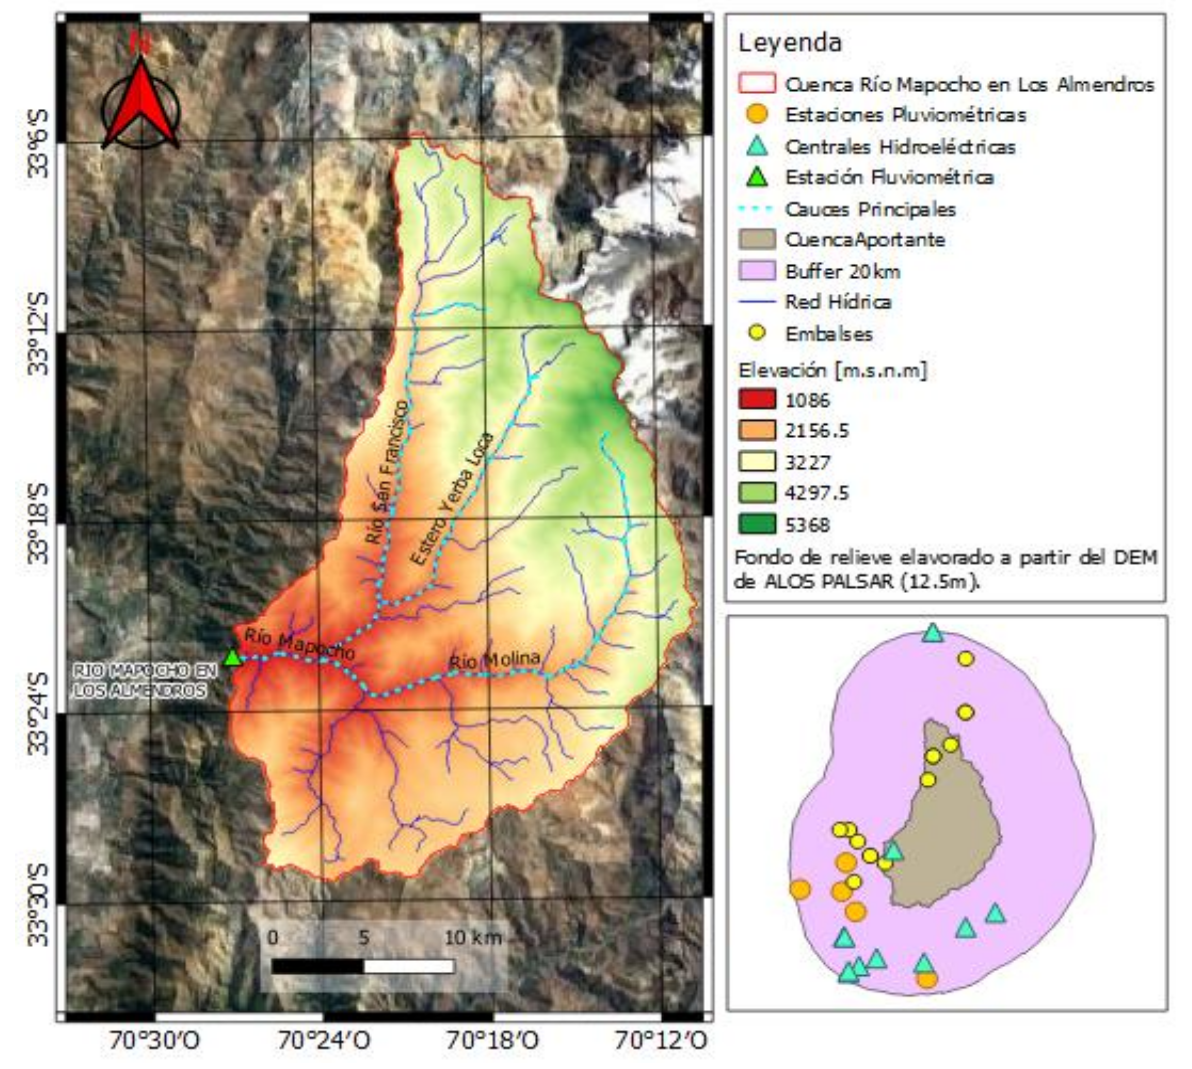 N
33°6'S
33°12'S
33°18'S
33°24'S
33°30'S
70°30'O
70°24'O
70°18'O
70°12'O
Río San Francisco
Estero Yerba Loca
Río Mapocho
Río Molina
RIO MAPOCHO EN
LOS ALMENDROS
0 5 10 km
Leyenda
Cuenca Río Mapocho en Los Almendros
Estaciones Pluviométricas
Centrales Hidroeléctricas
Estación Fluviométrica
Cauces Principales
CuencaAportante
Buffer 20km
Red Hídrica
Embalses
Elevación [m.s.n.m]
1086
2156.5
3227
4297.5
5368
Fondo de relieve elavorado a partir del DEM
de ALOS PALSAR (12.5m).